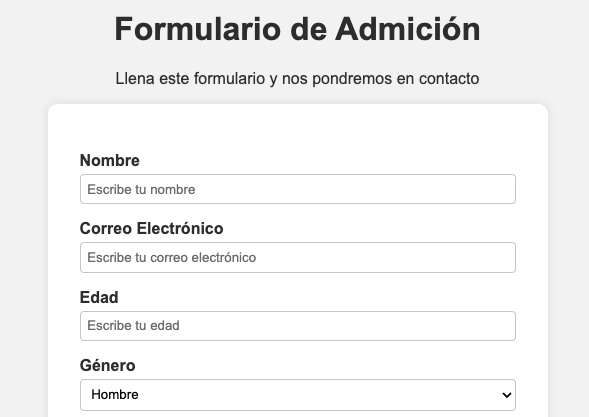 Formulario de Admición
Llena este formulario y nos pondremos en contacto
Nombre
Escribe tu nombre
Correo Electrónico
Escribe tu correo electrónico
Edad
Escribe tu edad
Género
Hombre